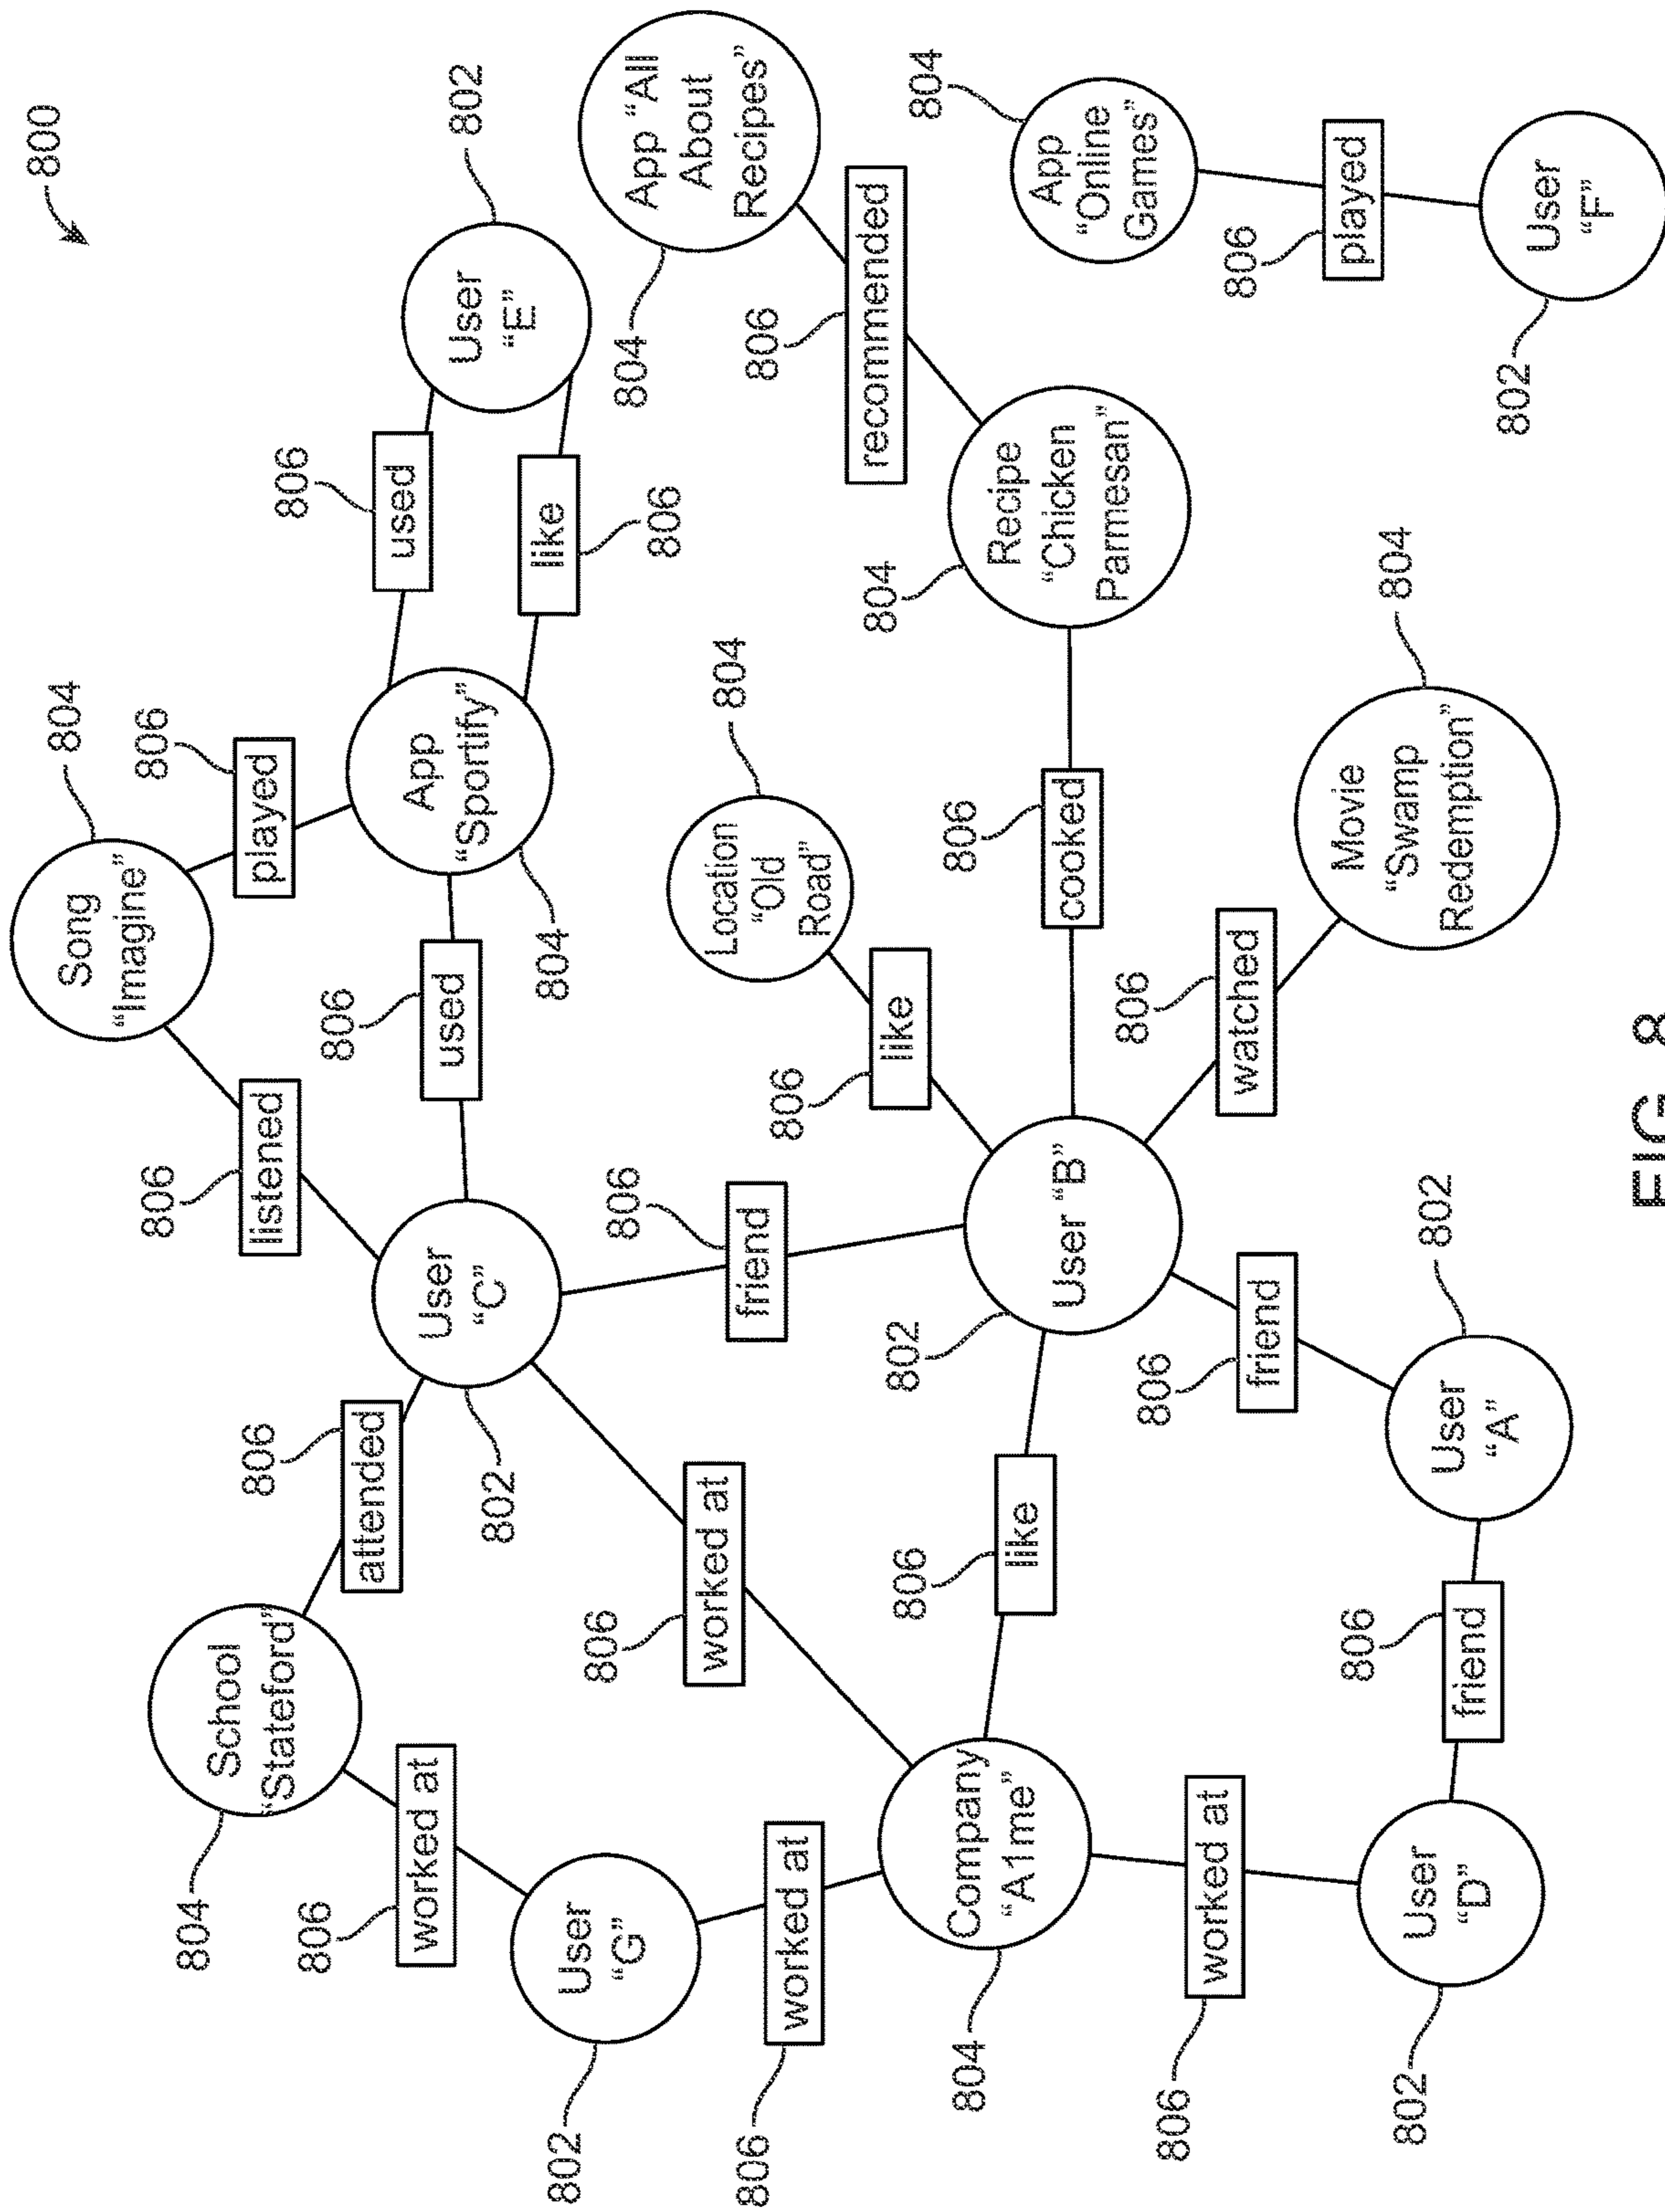 800
Song
"Imagine"
804
806
played
806
listened
806
attended
School
"Stateford"
804
806
used
User
"E"
802
806
like
App
"Sportify"
804
806
used
User
"C"
802
806
worked at
User
"G"
802
806
worked at
806
worked at
806
friend
Location
"Old
Road"
804
806
like
App "All
About
Recipes"
804
806
recommended
Recipe
"Chicken
Parmesan"
804
806
cooked
User "B"
802
806
like
Company
"A1me"
804
806
worked at
App
"Online
Games"
804
806
played
User
"F"
802
806
watched
Movie
"Swamp
Redemption"
804
806
friend
User
"A"
802
806
friend
User
"D"
802
FIG. 8